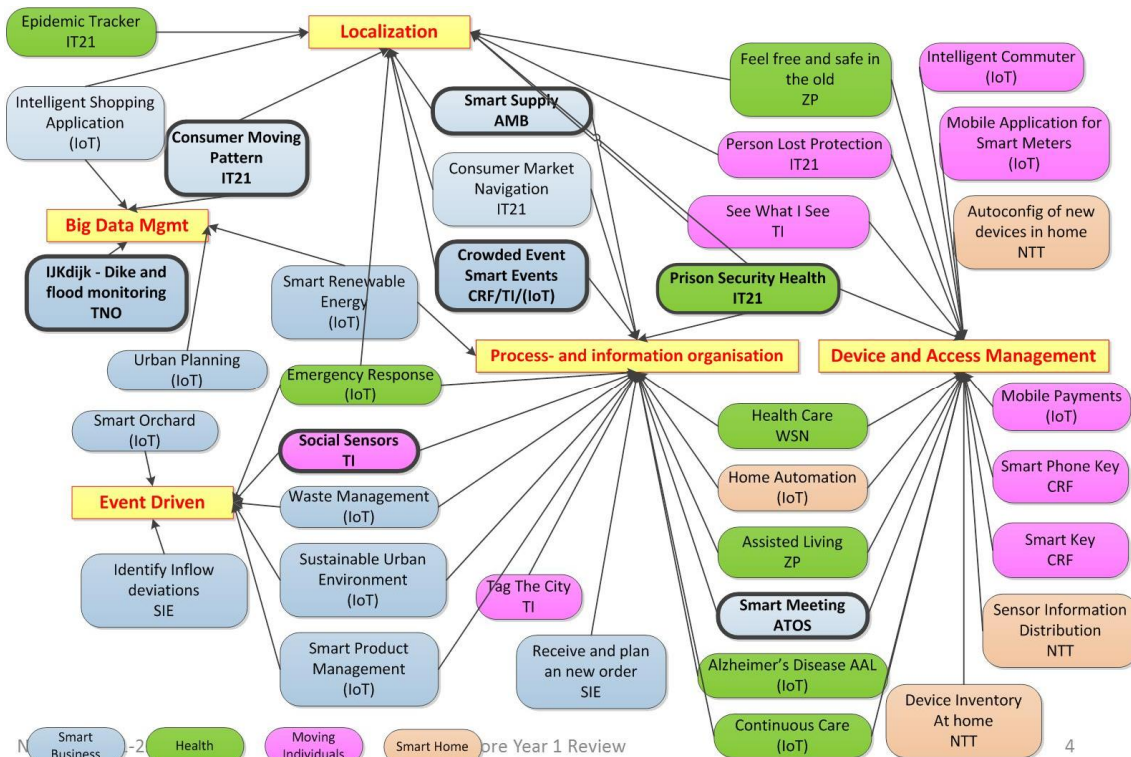 Epidemic Tracker
IT21
Localization
Feel free and safe in
the old
ZP
Intelligent Commuter
(IoT)
Intelligent Shopping
Application
(IoT)
Consumer Moving
Pattern
IT21
Smart Supply
AMB
Person Lost Protection
IT21
Mobile Application for
Smart Meters
(IoT)
Consumer Market
Navigation
IT21
See What I See
TI
Autoconfig of new
devices in home
NTT
Big Data Mgmt
IJKdijk - Dike and
flood monitoring
TNO
Smart Renewable
Energy
(IoT)
Crowded Event
Smart Events
CRF/TI/(IoT)
Prison Security Health
IT21
Urban Planning
(IoT)
Process- and information organisation
Device and Access Management
Emergency Response
(IoT)
Smart Orchard
(IoT)
Social Sensors
TI
Health Care
WSN
Mobile Payments
(IoT)
Event Driven
Waste Management
(IoT)
Home Automation
(IoT)
Smart Phone Key
CRF
Identify Inflow
deviations
SIE
Sustainable Urban
Environment
(IoT)
Tag The City
TI
Assisted Living
ZP
Smart Key
CRF
Smart Meeting
ATOS
Sensor Information
Distribution
NTT
Smart Product
Management
(IoT)
Receive and plan
an new order
SIE
Alzheimer's Disease AAL
(IoT)
Device Inventory
At home
NTT
Continuous Care
(IoT)
Smart
Business
Health
Moving
Individuals
Smart Home
Year 1 Review
4